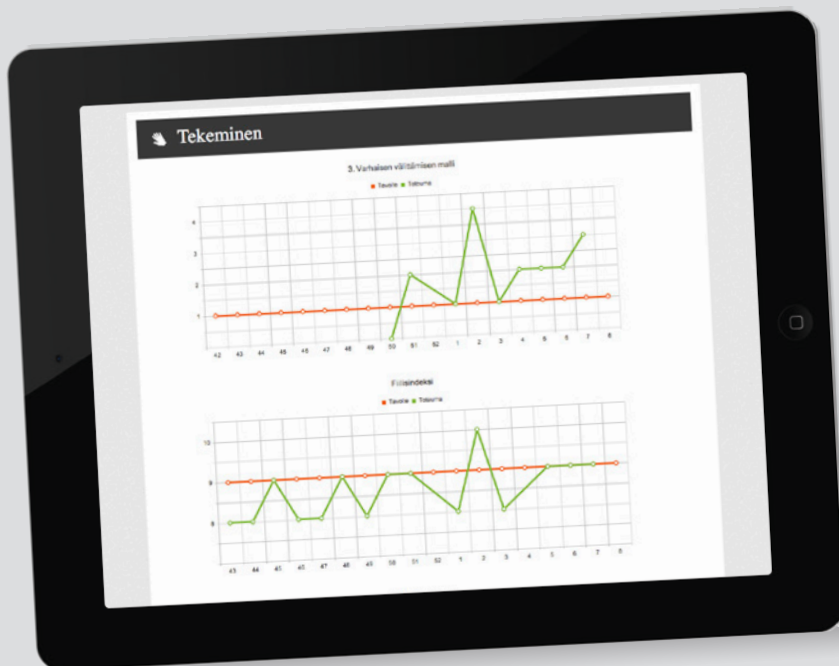 Tekeminen
3. Varhaisen välittämisen malli
Tavoite Toteuma
4
3
2
1
42 43 44 45 46 47 48 49 50 51 52 1 2 3 4 5 6 7 8
Fiilisindeksi
Tavoite Toteuma
10
9
8
43 44 45 46 47 48 49 50 51 52 1 2 3 4 5 6 7 8